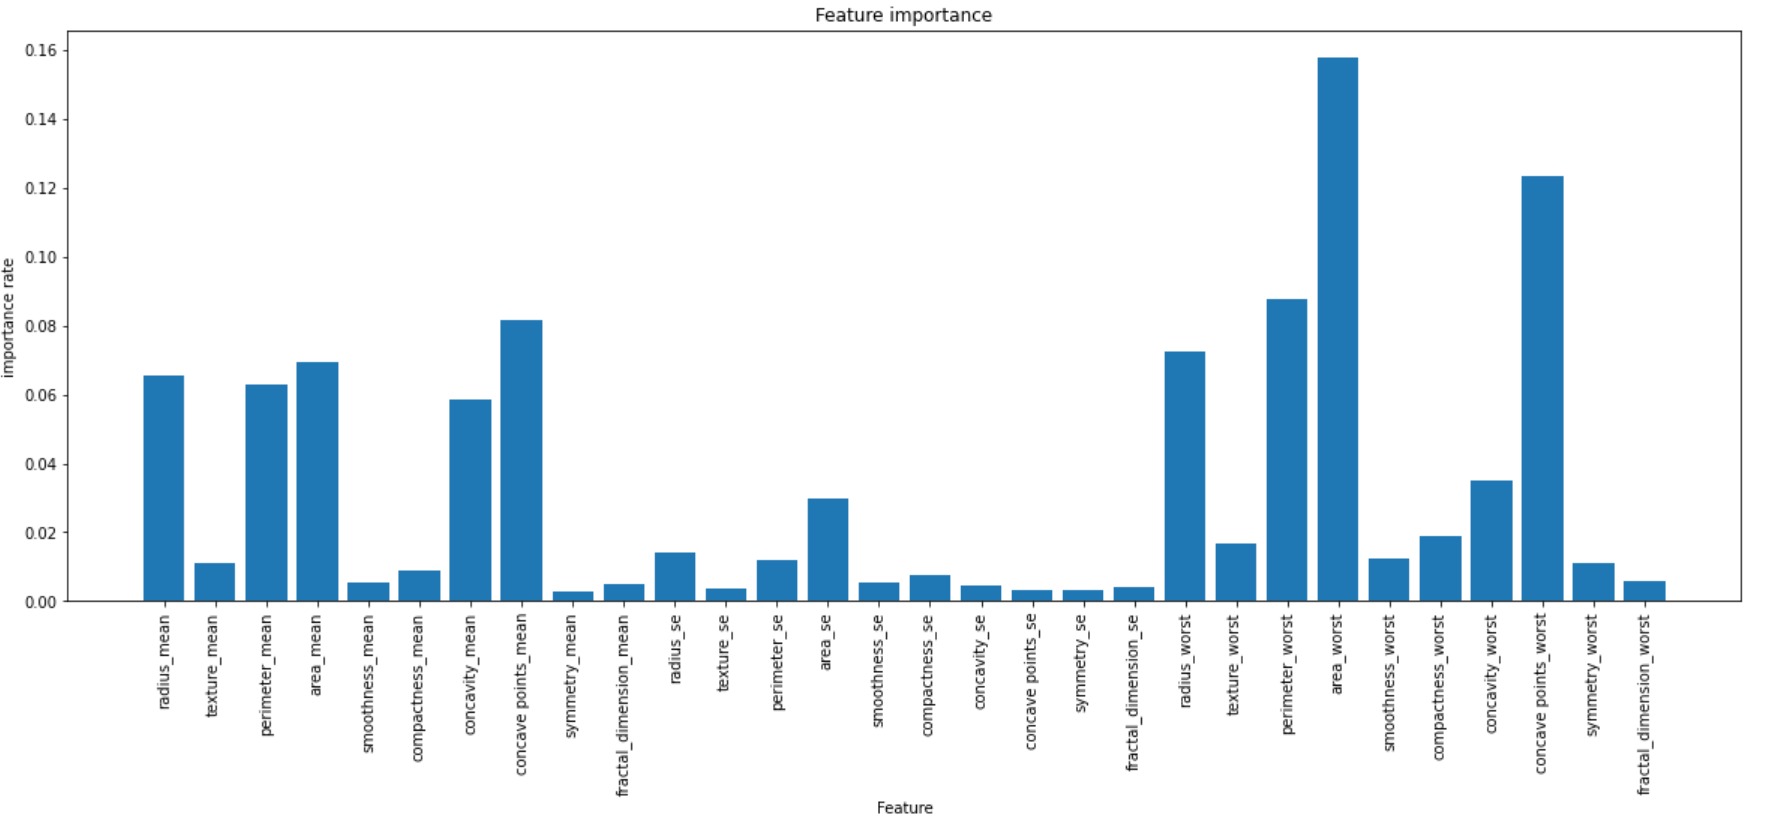 Feature importance
importance rate
0.16
0.14
0.12
0.10
0.08
0.06
0.04
0.02
0.00
radius_mean
texture_mean
perimeter_mean
area_mean
smoothness_mean
compactness_mean
concavity_mean
concave points_mean
symmetry_mean
fractal_dimension_mean
radius_se
texture_se
perimeter_se
area_se
smoothness_se
compactness_se
concavity_se
concave points_se
symmetry_se
fractal_dimension_se
radius_worst
texture_worst
perimeter_worst
area_worst
smoothness_worst
compactness_worst
concavity_worst
concave points_worst
symmetry_worst
fractal_dimension_worst
Feature